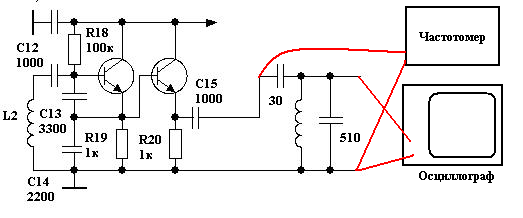 R18
100к
C12
1000
Частотомер
C15
1000
L2
C13
3300
30
R19
1к
R20
1к
510
C14
2200
Осциллограф